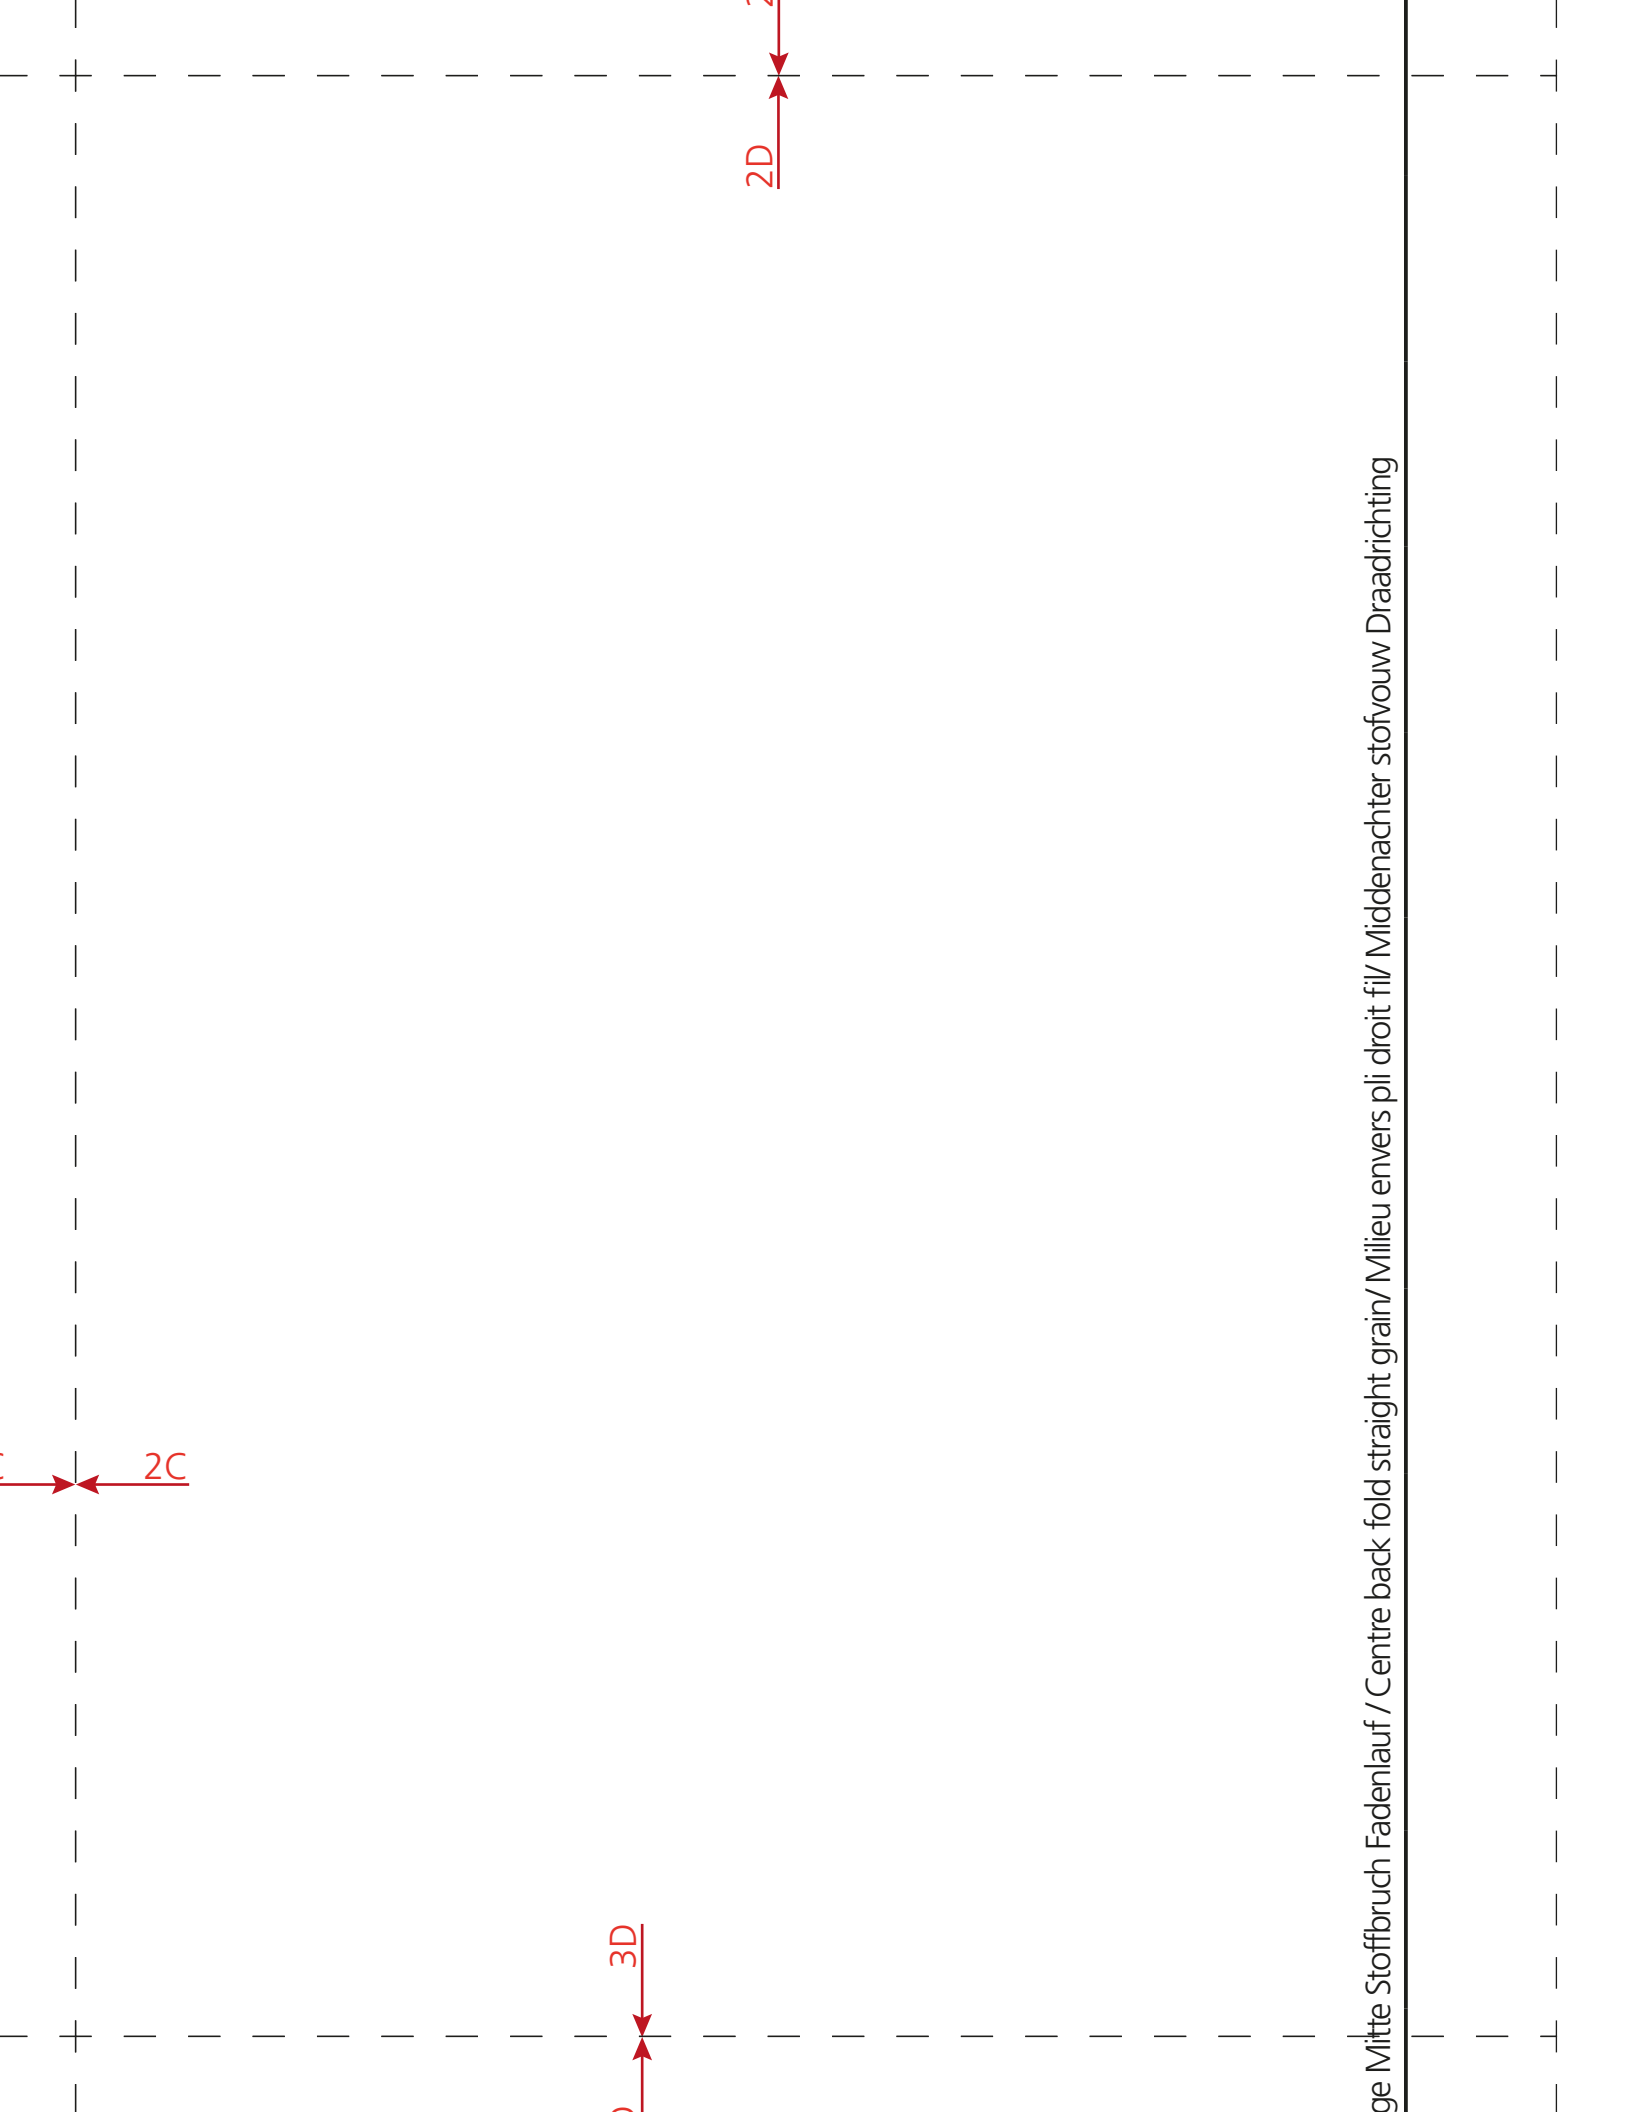 2D
ge Mitte Stoffbruch Fadenlauf / Centre back fold straight grain/ Milieu envers pli droit fil/ Middenachter stofvouw Draadrichting
2C
3D